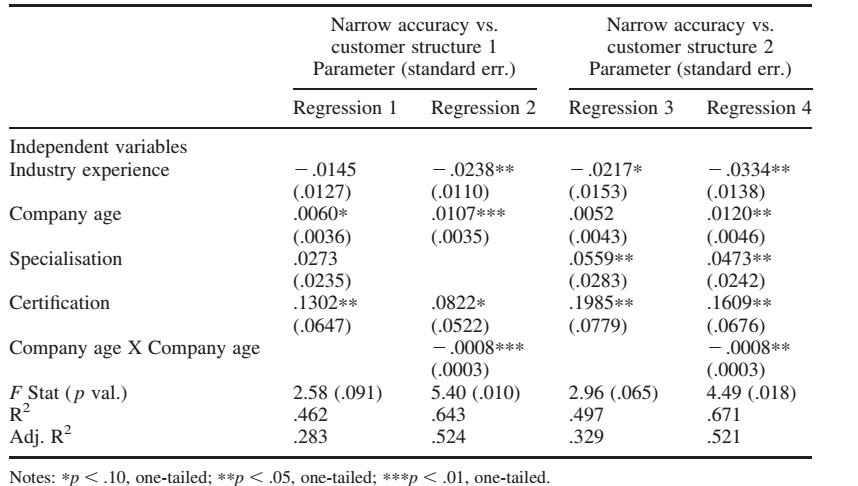 Narrow accuracy vs. Narrow accuracy vs.
customer structure 1 customer structure 2
Parameter (standard err.) Parameter (standard err.)
Regression 1 Regression 2 Regression 3 Regression 4
Independent variables
Industry experience −.0145 −.0238** −.0217* −.0334**
(.0127) (.0110) (.0153) (.0138)
Company age .0060* .0107*** .0052 .0120**
(.0036) (.0035) (.0043) (.0046)
Specialisation .0273 .0559** .0473**
(.0235) (.0283) (.0242)
Certification .1302** .0822* .1985** .1609**
(.0647) (.0522) (.0779) (.0676)
Company age X Company age −.0008*** −.0008**
(.0003) (.0003)
F Stat (p val.) 2.58 (.091) 5.40 (.010) 2.96 (.065) 4.49 (.018)
R² .462 .643 .497 .671
Adj. R² .283 .524 .329 .521
Notes: *p < .10, one-tailed; **p < .05, one-tailed; ***p < .01, one-tailed.